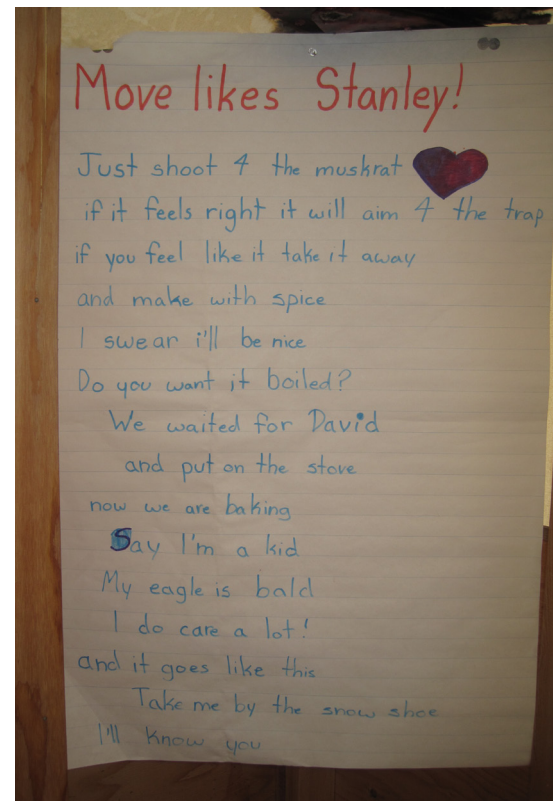 Move likes Stanley!
Just shoot 4 the muskrat
if it feels right it will aim 4 the trap
if you feel like it take it away
and make with spice
I swear i'll be nice
Do you want it boiled?
We waited for David
and put on the stove
now we are baking
Say I'm a kid
My eagle is bald
I do care a lot!
and it goes like this
Take me by the snow shoe
I'll know you